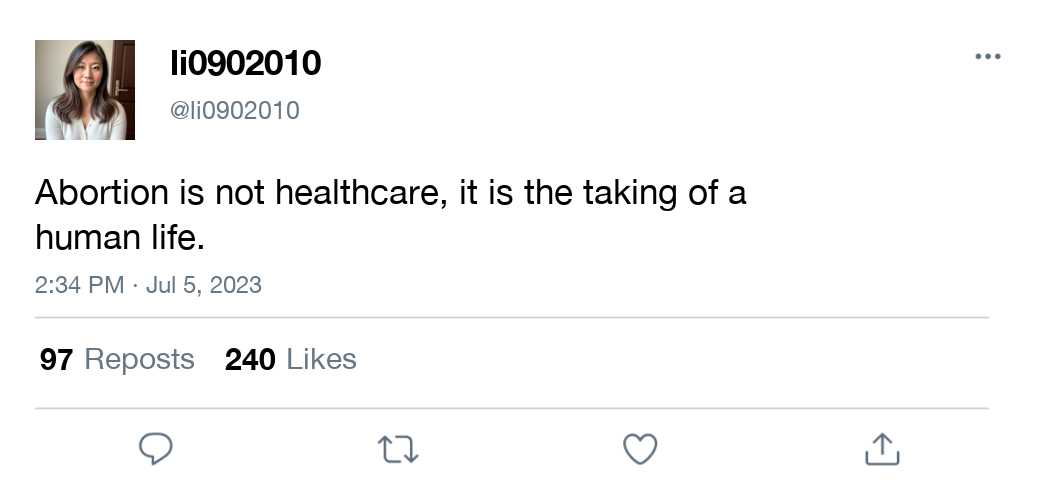 li0902010
@li0902010
Abortion is not healthcare, it is the taking of a
human life.
2:34 PM · Jul 5, 2023
97 Reposts 240 Likes